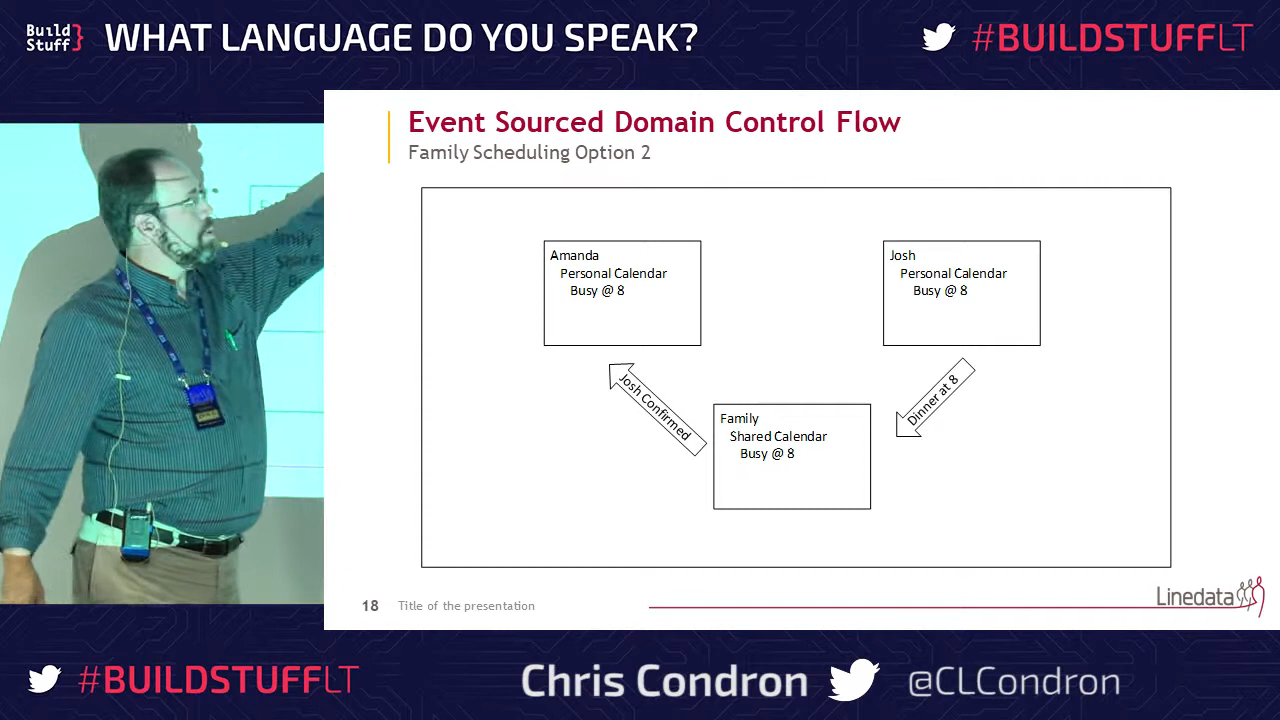 Build
Stuff}
WHAT LANGUAGE DO YOU SPEAK?
#BUILDSTUFFLT
Event Sourced Domain Control Flow
Family Scheduling Option 2
Amanda
Personal Calendar
Busy @ 8
Josh
Personal Calendar
Busy @ 8
Josh Confirmed
Dinner at 8
Family
Shared Calendar
Busy @ 8
18
Title of the presentation
Linedata
#BUILDSTUFFLT
Chris Condron
@CLCondron